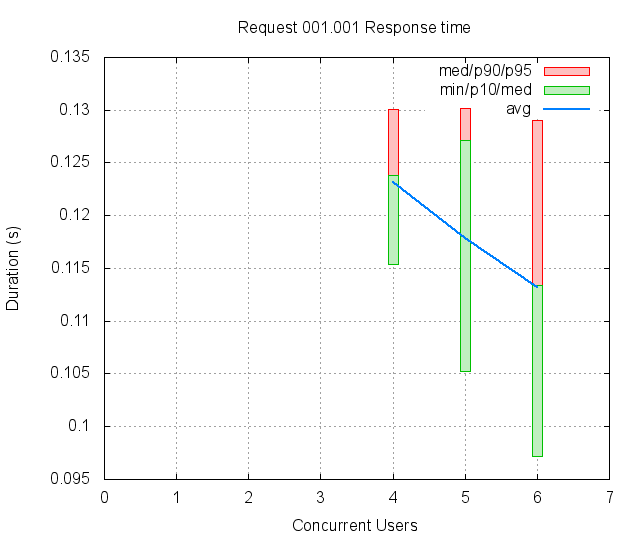 Request 001.001 Response time
0.135
med/p90/p95
min/p10/med
avg
0.13
0.125
0.12
0.115
0.11
0.105
0.1
0.095
Duration (s)
0 1 2 3 4 5 6 7
Concurrent Users